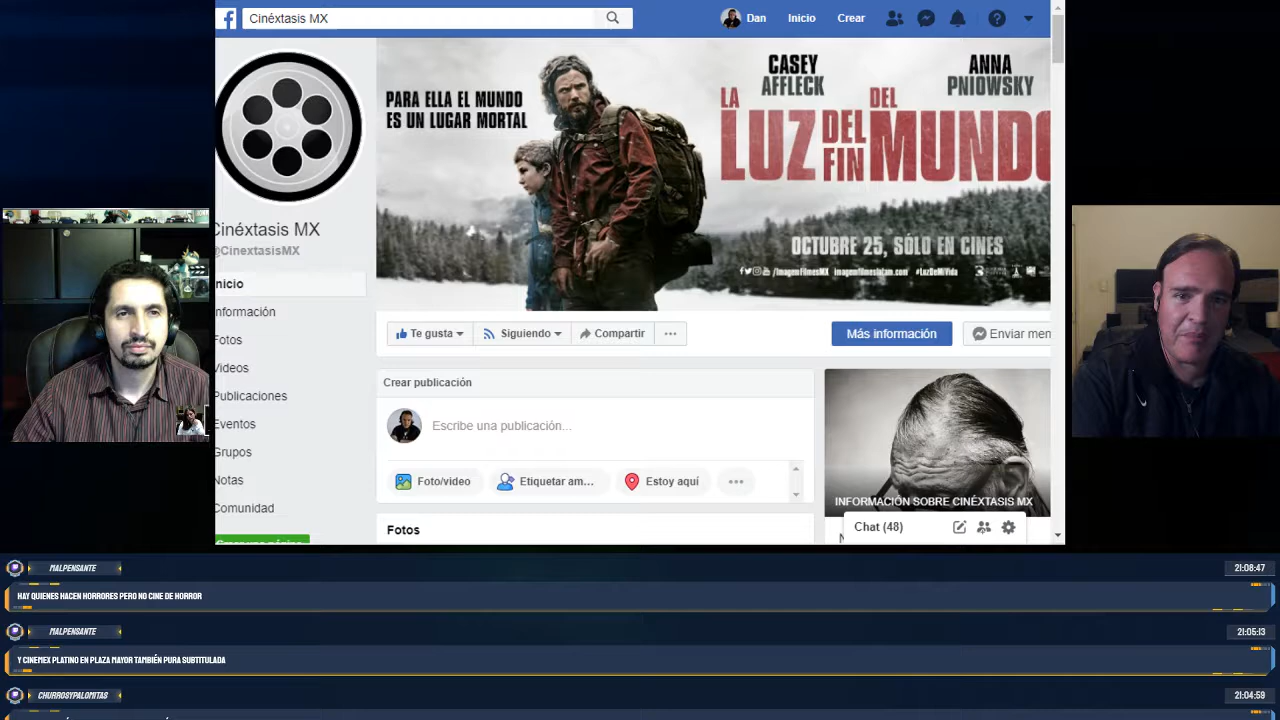 Cinéxtasis MX
Dan
Inicio
Crear
PARA ELLA EL MUNDO
ES UN LUGAR MORTAL
CASEY
AFFLECK
ANNA
PNIOWSKY
LA
LUZ
DEL
FIN
DEL
MUNDO
OCTUBRE 25, SÓLO EN CINES
/ImagenFilmesMX imagemfilmeslatam.com #LuzDeMiVida
Cinéxtasis MX
@CinextasisMX
Inicio
Información
Fotos
Videos
Publicaciones
Eventos
Grupos
Notas
Comunidad
Te gusta
Siguiendo
Compartir
Más información
Enviar men
Crear publicación
Escribe una publicación...
Foto/video
Etiquetar am...
Estoy aquí
INFORMACIÓN SOBRE CINÉXTASIS MX
Chat (48)
Fotos
MALPENSANTE
21:08:47
HAY QUIENES HACEN HORRORES PERO NO CINE DE HORROR
MALPENSANTE
21:05:13
Y CINEMEX PLATINO EN PLAZA MAYOR TAMBIÉN PURA SUBTITULADA
CHURROSYPALOMITAS
21:04:59